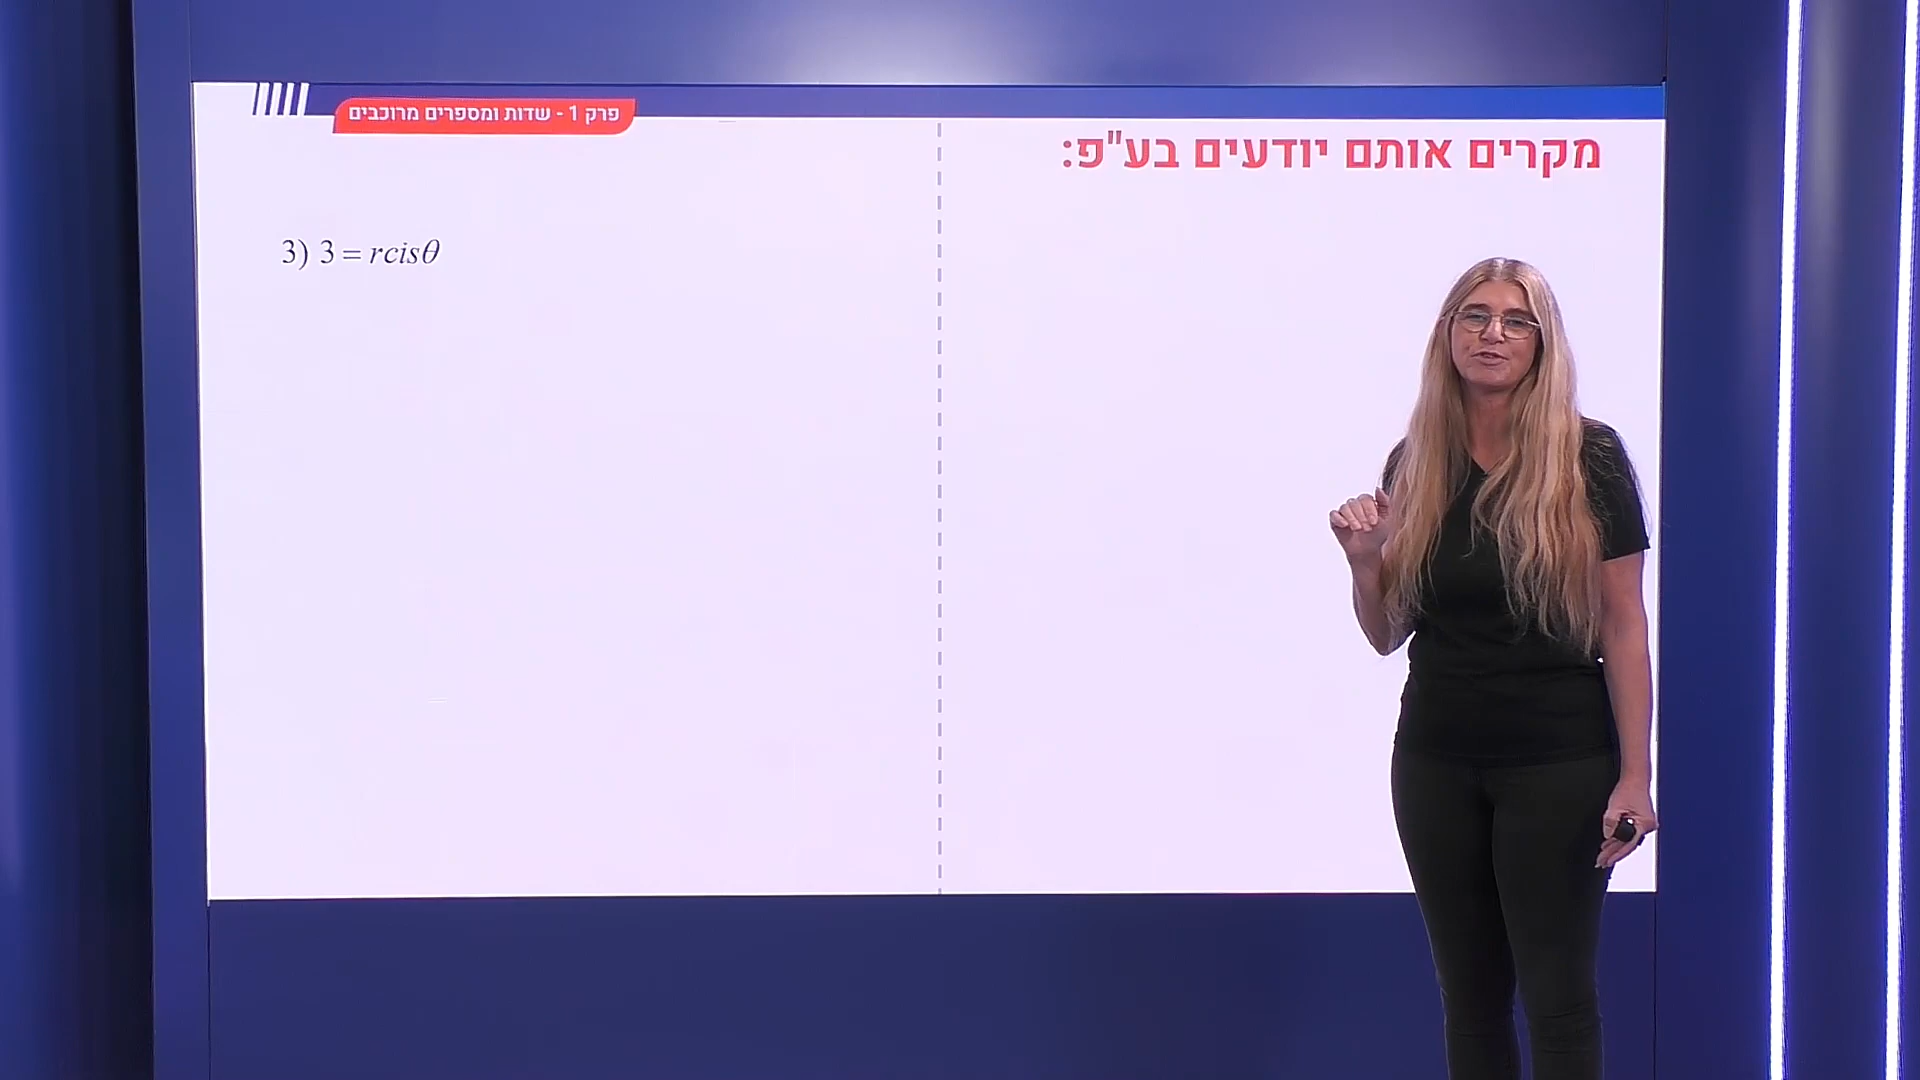 פרק 1 - שדות ומספרים מרוכבים
מקרים אותם יודעים בע"פ:
3) 3 = rcisθ